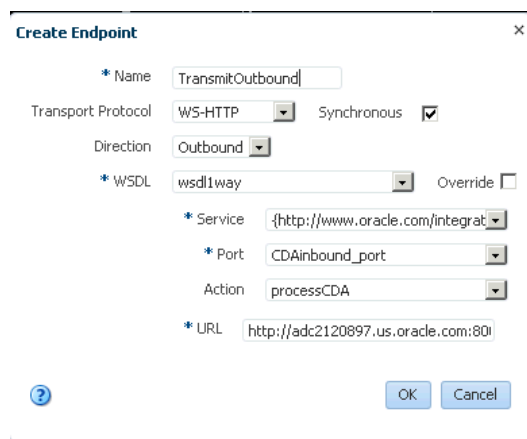 Create Endpoint
* Name TransmitOutbound
Transport Protocol WS-HTTP Synchronous
Direction Outbound
* WSDL wsdl1way Override
* Service {http://www.oracle.com/integrat
* Port CDAinbound_port
Action processCDA
* URL http://adc2120897.us.oracle.com:80
? OK Cancel